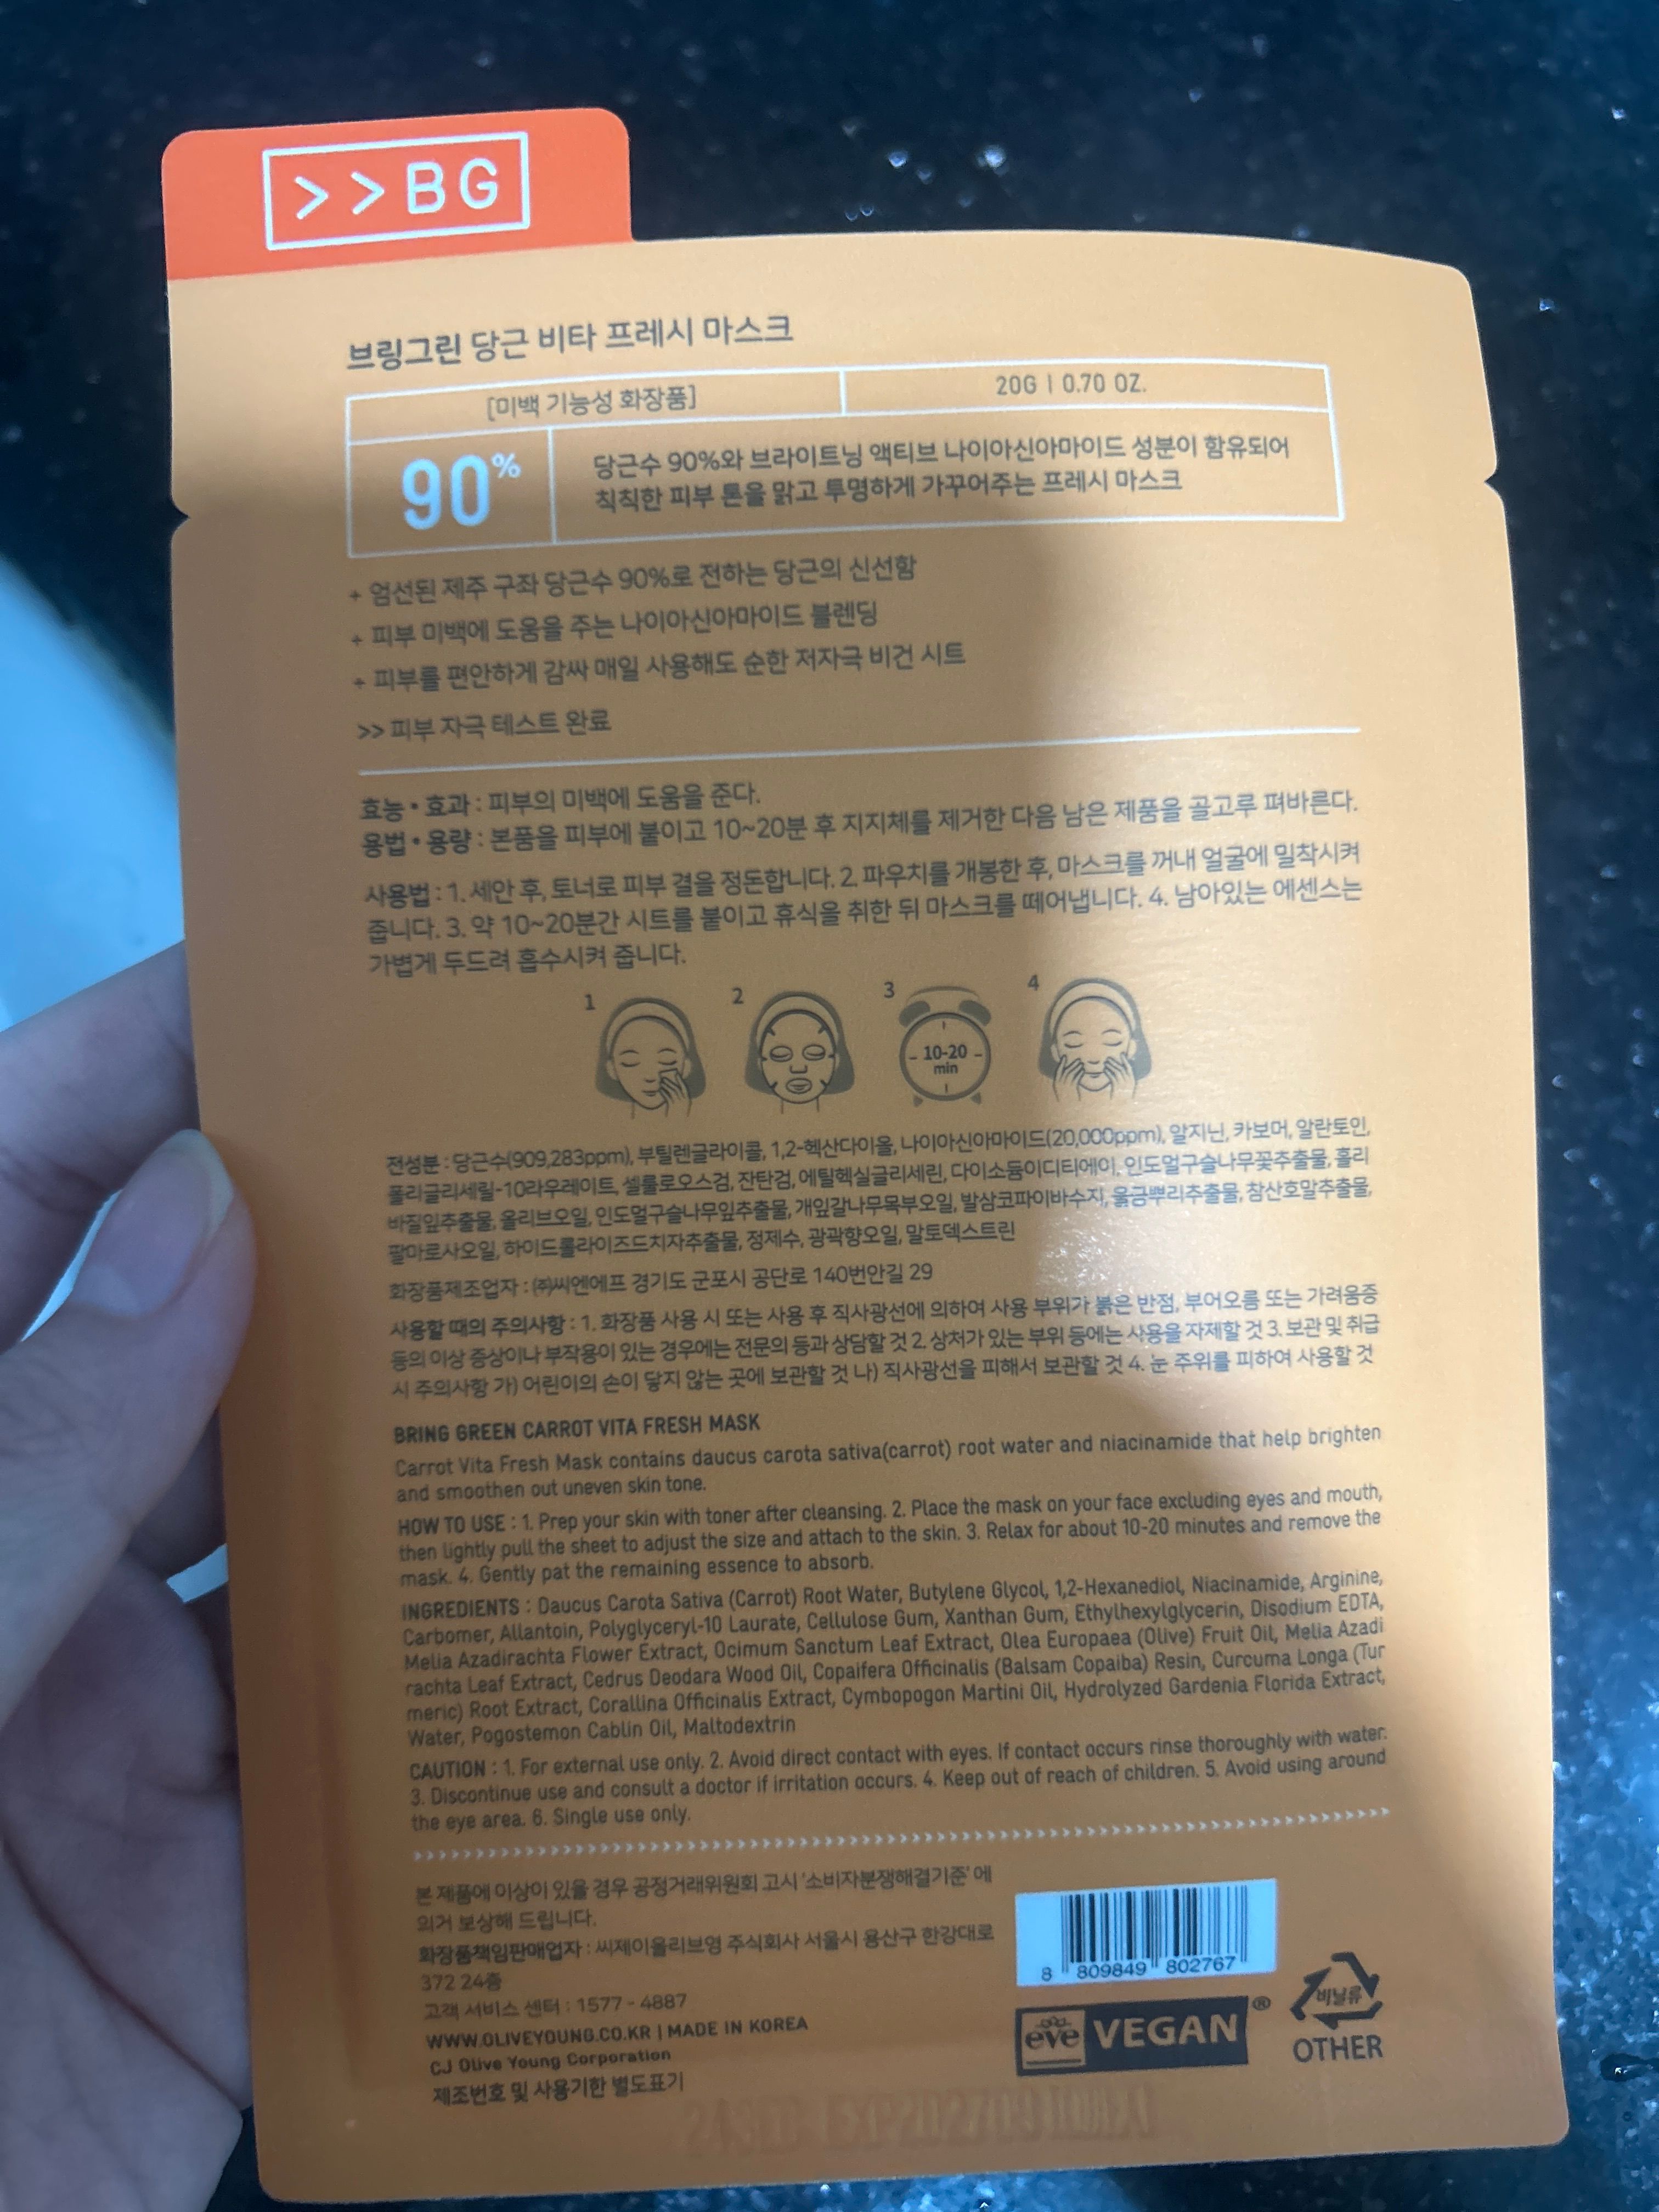 >>BG
브링그린 당근 비타 프레시 마스크
[미백 기능성 화장품]
20G | 0.70 OZ.
90%
당근수 90%와 브라이트닝 액티브 나이아신아마이드 성분이 함유되어
칙칙한 피부 톤을 맑고 투명하게 가꾸어주는 프레시 마스크
+ 엄선된 제주 구좌 당근수 90%로 전하는 당근의 신선함
+ 피부 미백에 도움을 주는 나이아신아마이드 블렌딩
+ 피부를 편안하게 감싸 매일 사용해도 순한 저자극 비건 시트
>> 피부 자극 테스트 완료
효능 • 효과 : 피부의 미백에 도움을 준다.
용법 • 용량 : 본품을 피부에 붙이고 10~20분 후 지지체를 제거한 다음 남은 제품을 골고루 펴바른다.
사용법 : 1. 세안 후, 토너로 피부 결을 정돈합니다. 2. 파우치를 개봉한 후, 마스크를 꺼내 얼굴에 밀착시켜
줍니다. 3. 약 10~20분간 시트를 붙이고 휴식을 취한 뒤 마스크를 떼어냅니다. 4. 남아있는 에센스는
가볍게 두드려 흡수시켜 줍니다.
1
2
3
4
10-20
min
전성분 : 당근수(909,283ppm), 부틸렌글라이콜, 1,2-헥산다이올, 나이아신아마이드(20,000ppm), 알지닌, 카보머, 알란토인,
폴리글리세릴-10라우레이트, 셀룰로오스검, 잔탄검, 에틸헥실글리세린, 다이소듐이디티에이, 인도멀구슬나무꽃추출물, 홀리
바질잎추출물, 올리브오일, 인도멀구슬나무잎추출물, 개잎갈나무목부오일, 발삼코파이바수지, 울금뿌리추출물, 참산호말추출물,
팔마로사오일, 하이드롤라이즈드치자추출물, 정제수, 광곽향오일, 말토덱스트린
화장품제조업자 : ㈜씨엔에프 경기도 군포시 공단로 140번안길 29
사용할 때의 주의사항 : 1. 화장품 사용 시 또는 사용 후 직사광선에 의하여 사용 부위가 붉은 반점, 부어오름 또는 가려움증
등의 이상 증상이나 부작용이 있는 경우에는 전문의 등과 상담할 것 2. 상처가 있는 부위 등에는 사용을 자제할 것 3. 보관 및 취급
시 주의사항 가) 어린이의 손이 닿지 않는 곳에 보관할 것 나) 직사광선을 피해서 보관할 것 4. 눈 주위를 피하여 사용할 것
BRING GREEN CARROT VITA FRESH MASK
Carrot Vita Fresh Mask contains daucus carota sativa(carrot) root water and niacinamide that help brighten
and smoothen out uneven skin tone.
HOW TO USE : 1. Prep your skin with toner after cleansing. 2. Place the mask on your face excluding eyes and mouth,
then lightly pull the sheet to adjust the size and attach to the skin. 3. Relax for about 10-20 minutes and remove the
mask. 4. Gently pat the remaining essence to absorb.
INGREDIENTS : Daucus Carota Sativa (Carrot) Root Water, Butylene Glycol, 1,2-Hexanediol, Niacinamide, Arginine,
Carbomer, Allantoin, Polyglyceryl-10 Laurate, Cellulose Gum, Xanthan Gum, Ethylhexylglycerin, Disodium EDTA,
Melia Azadirachta Flower Extract, Ocimum Sanctum Leaf Extract, Olea Europaea (Olive) Fruit Oil, Melia Azadi
rachta Leaf Extract, Cedrus Deodara Wood Oil, Copaifera Officinalis (Balsam Copaiba) Resin, Curcuma Longa (Tur
meric) Root Extract, Corallina Officinalis Extract, Cymbopogon Martini Oil, Hydrolyzed Gardenia Florida Extract,
Water, Pogostemon Cablin Oil, Maltodextrin
CAUTION : 1. For external use only. 2. Avoid direct contact with eyes. If contact occurs rinse thoroughly with water.
3. Discontinue use and consult a doctor if irritation occurs. 4. Keep out of reach of children. 5. Avoid using around
the eye area. 6. Single use only.
본 제품에 이상이 있을 경우 공정거래위원회 고시 '소비자분쟁해결기준' 에
의거 보상해 드립니다.
화장품책임판매업자 : 씨제이올리브영 주식회사 서울시 용산구 한강대로
372 24층
고객 서비스 센터 : 1577 - 4887
WWW.OLIVEYOUNG.CO.KR | MADE IN KOREA
CJ Olive Young Corporation
제조번호 및 사용기한 별도표기
8 809849 802767
eve VEGAN®
비닐류
OTHER